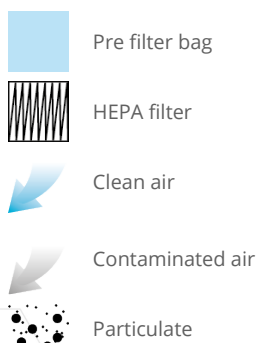 Pre filter bag
HEPA filter
Clean air
Contaminated air
Particulate